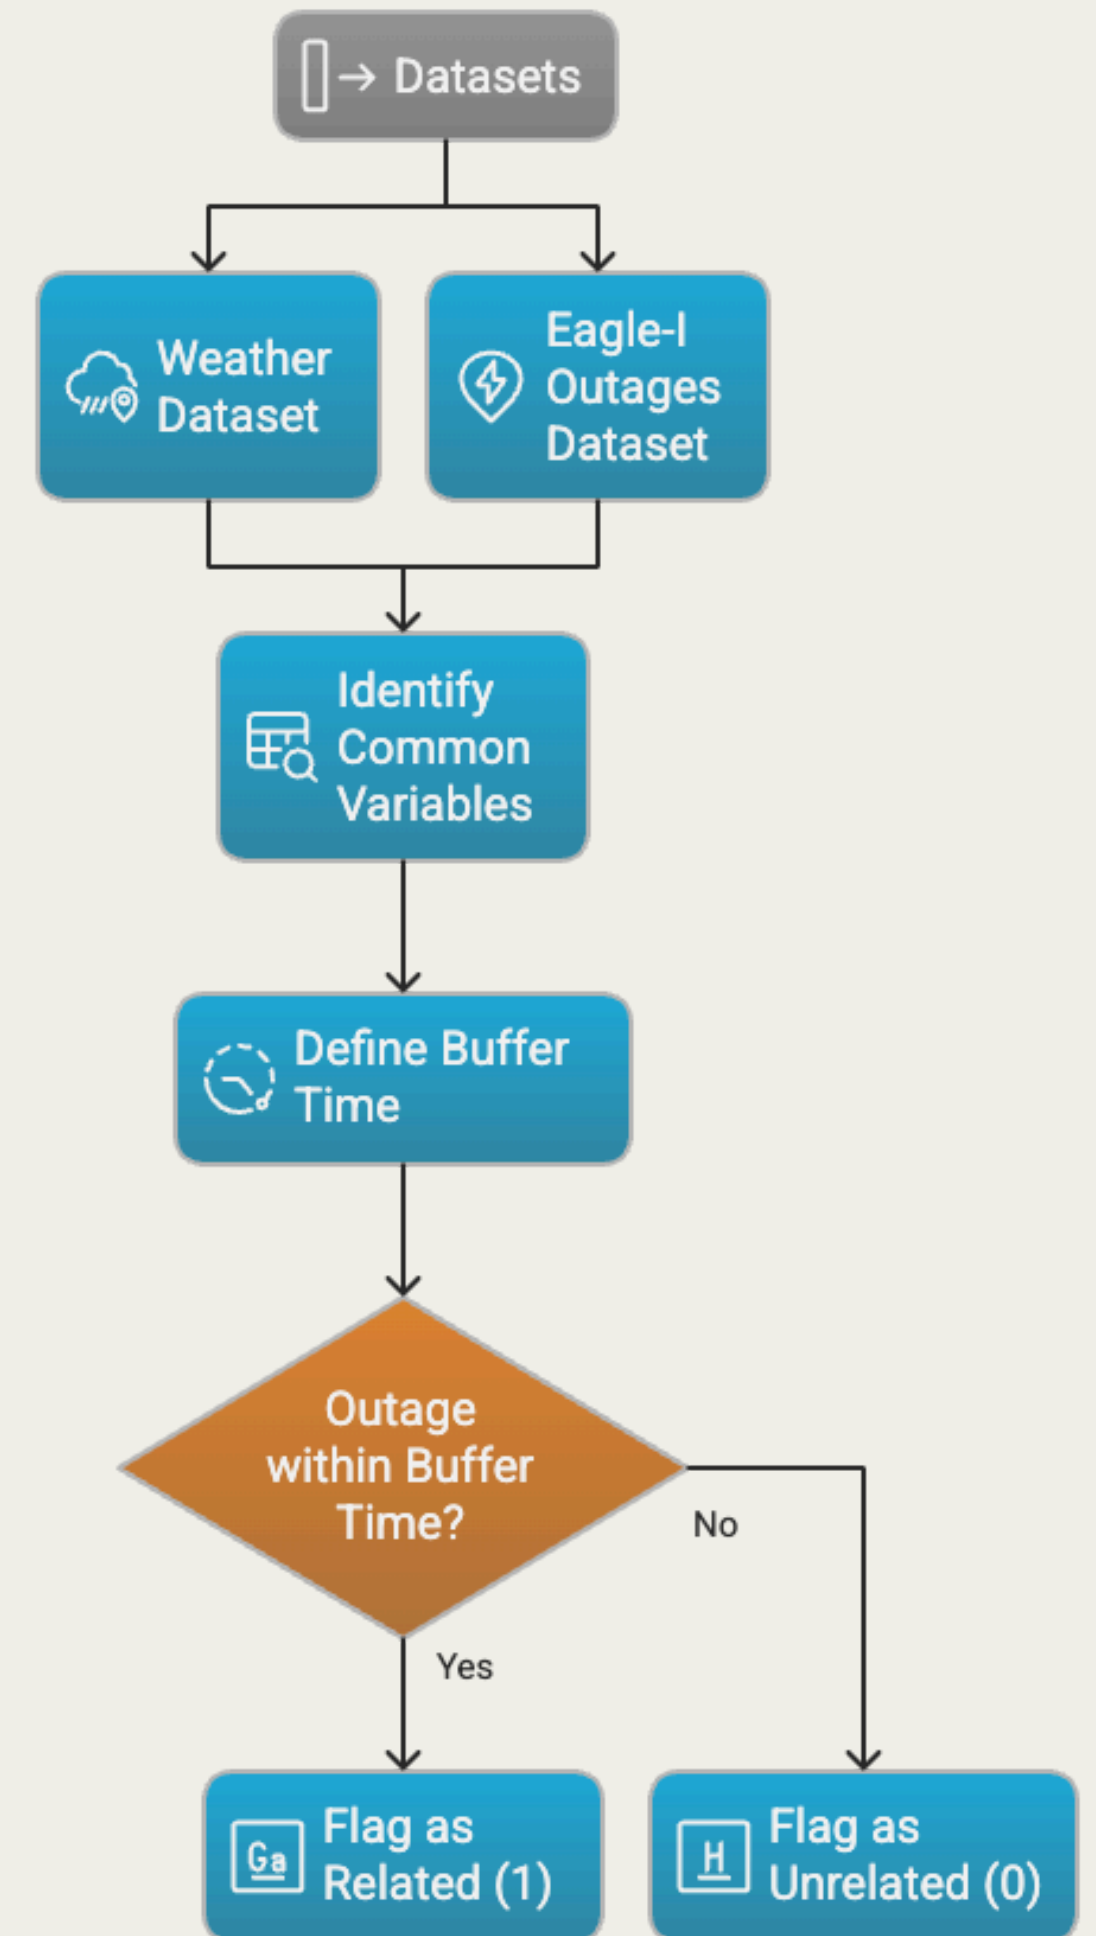 Datasets
Weather
Dataset
Eagle-I
Outages
Dataset
Identify
Common
Variables
Define Buffer
Time
Outage
within Buffer
Time?
No
Yes
Ga
Flag as
Related (1)
H
Flag as
Unrelated (0)